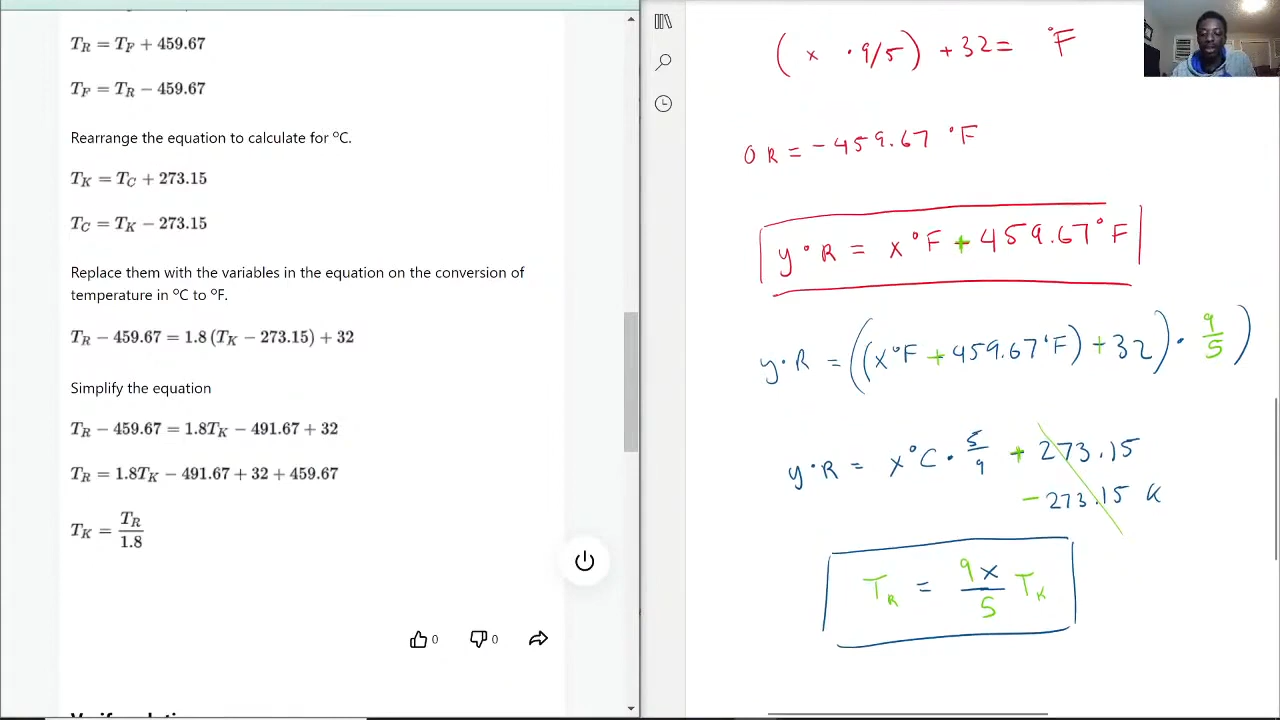 T_R = T_F + 459.67
T_F = T_R − 459.67
Rearrange the equation to calculate for ºC.
T_K = T_C + 273.15
T_C = T_K − 273.15
Replace them with the variables in the equation on the conversion of
temperature in ºC to ºF.
T_R − 459.67 = 1.8 (T_K − 273.15) + 32
Simplify the equation
T_R − 459.67 = 1.8T_K − 491.67 + 32
T_R = 1.8T_K − 491.67 + 32 + 459.67
T_K = T_R / 1.8
0 0
(x · 9/5) + 32 = °F
0 R = - 459.67 °F
y°R = x°F + 459.67°F
y°R = ((x°F + 459.67°F) + 32) · 9/5)
y°R = x°C · 5/9 + 273.15
- 273.15 K
T_R = 9x/5 T_K